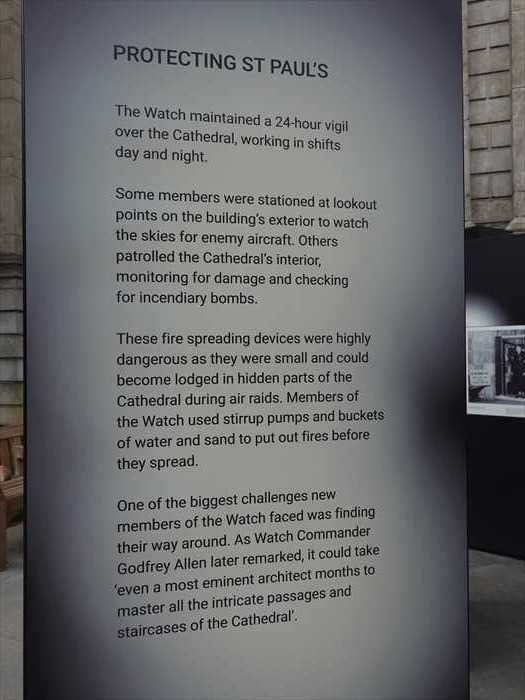 PROTECTING ST PAUL'S
The Watch maintained a 24-hour vigil
over the Cathedral, working in shifts
day and night.
Some members were stationed at lookout
points on the building's exterior to watch
the skies for enemy aircraft. Others
patrolled the Cathedral's interior,
monitoring for damage and checking
for incendiary bombs.
These fire spreading devices were highly
dangerous as they were small and could
become lodged in hidden parts of the
Cathedral during air raids. Members of
the Watch used stirrup pumps and buckets
of water and sand to put out fires before
they spread.
One of the biggest challenges new
members of the Watch faced was finding
their way around. As Watch Commander
Godfrey Allen later remarked, it could take
'even a most eminent architect months to
master all the intricate passages and
staircases of the Cathedral'.